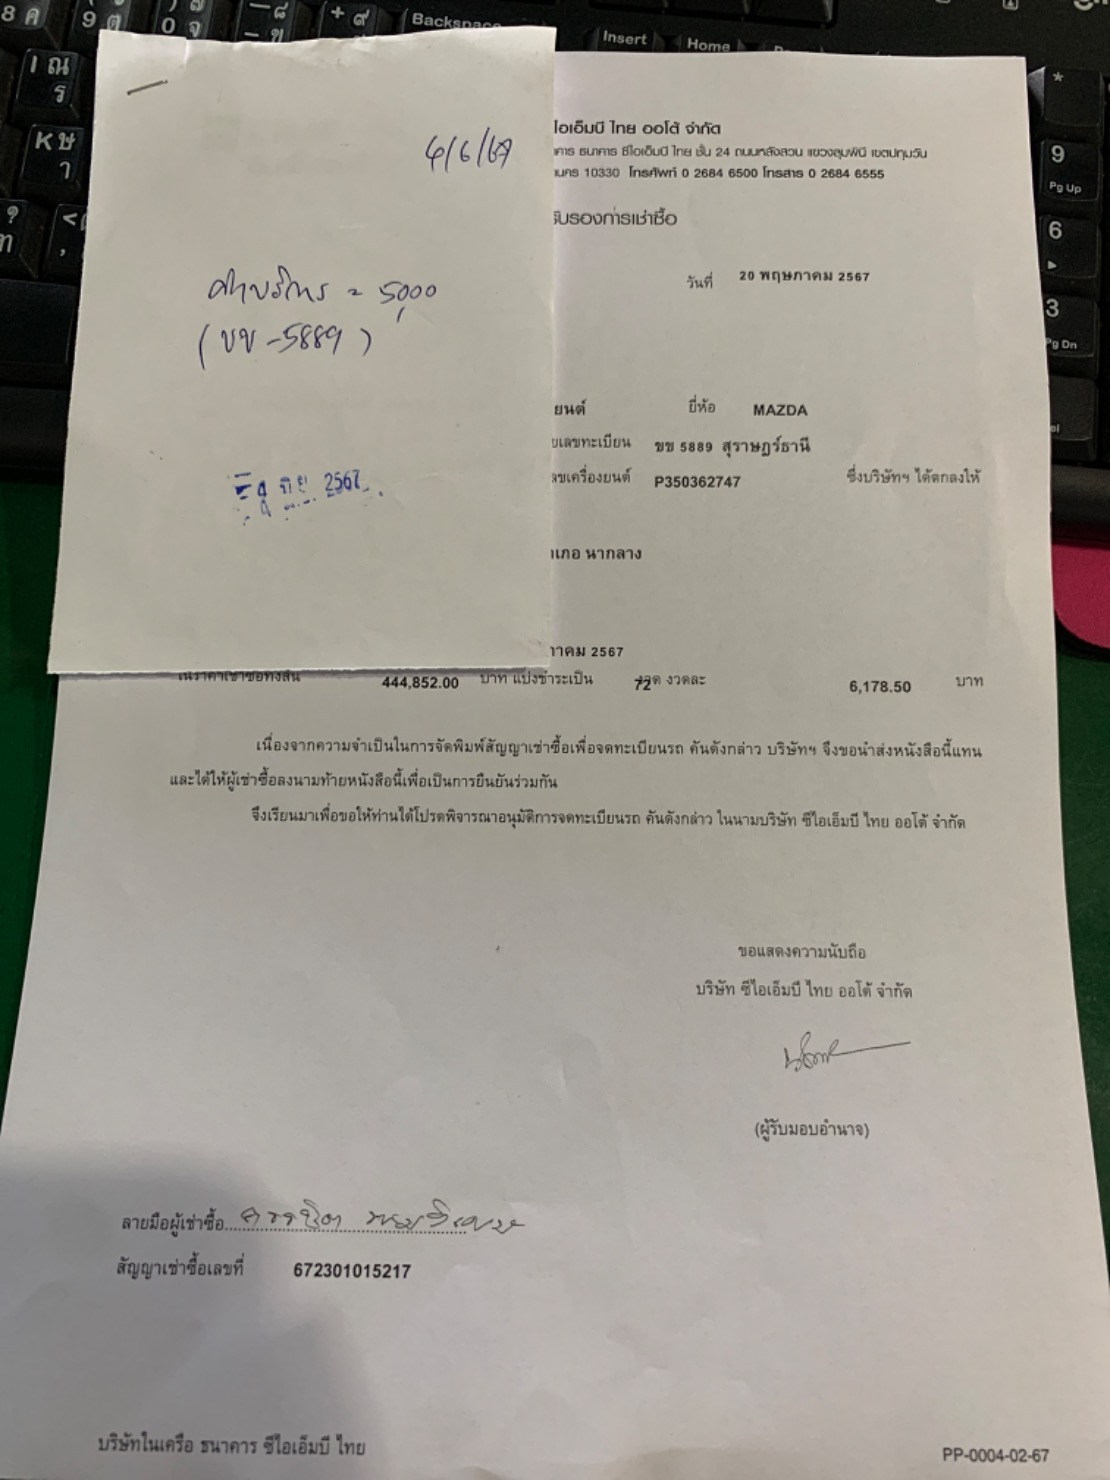 4/6/67
ค่าบริการ = 5,000
(ขข - 5889)
4 มิย 2567
ไอเอ็มบี ไทย ออโต้ จำกัด
คาร ธนาคาร ซีไอเอ็มบี ไทย ชั้น 24 ถนนหลังสวน แขวงลุมพินี เขตปทุมวัน
นคร 10330 โทรศัพท์ 0 2684 6500 โทรสาร 0 2684 6555
รับรองการเช่าซื้อ
วันที่ 20 พฤษภาคม 2567
ยนต์ ยี่ห้อ MAZDA
ยเลขทะเบียน ขข 5889 สุราษฎร์ธานี
ลขเครื่องยนต์ P350362747 ซึ่งบริษัทฯ ได้ตกลงให้
เภอ นากลาง
าคม 2567
ในราคาเช่าซื้อทั้งสิ้น 444,852.00 บาท แบ่งชำระเป็น 72 งวด งวดละ 6,178.50 บาท
เนื่องจากความจำเป็นในการจัดพิมพ์สัญญาเช่าซื้อเพื่อจดทะเบียนรถ คันดังกล่าว บริษัทฯ จึงขอนำส่งหนังสือนี้แทน
และได้ให้ผู้เช่าซื้อลงนามท้ายหนังสือนี้เพื่อเป็นการยืนยันร่วมกัน
จึงเรียนมาเพื่อขอให้ท่านได้โปรดพิจารณาอนุมัติการจดทะเบียนรถ คันดังกล่าว ในนามบริษัท ซีไอเอ็มบี ไทย ออโต้ จำกัด
ขอแสดงความนับถือ
บริษัท ซีไอเอ็มบี ไทย ออโต้ จำกัด
(ผู้รับมอบอำนาจ)
ลายมือผู้เช่าซื้อ
สัญญาเช่าซื้อเลขที่ 672301015217
บริษัทในเครือ ธนาคาร ซีไอเอ็มบี ไทย
PP-0004-02-67